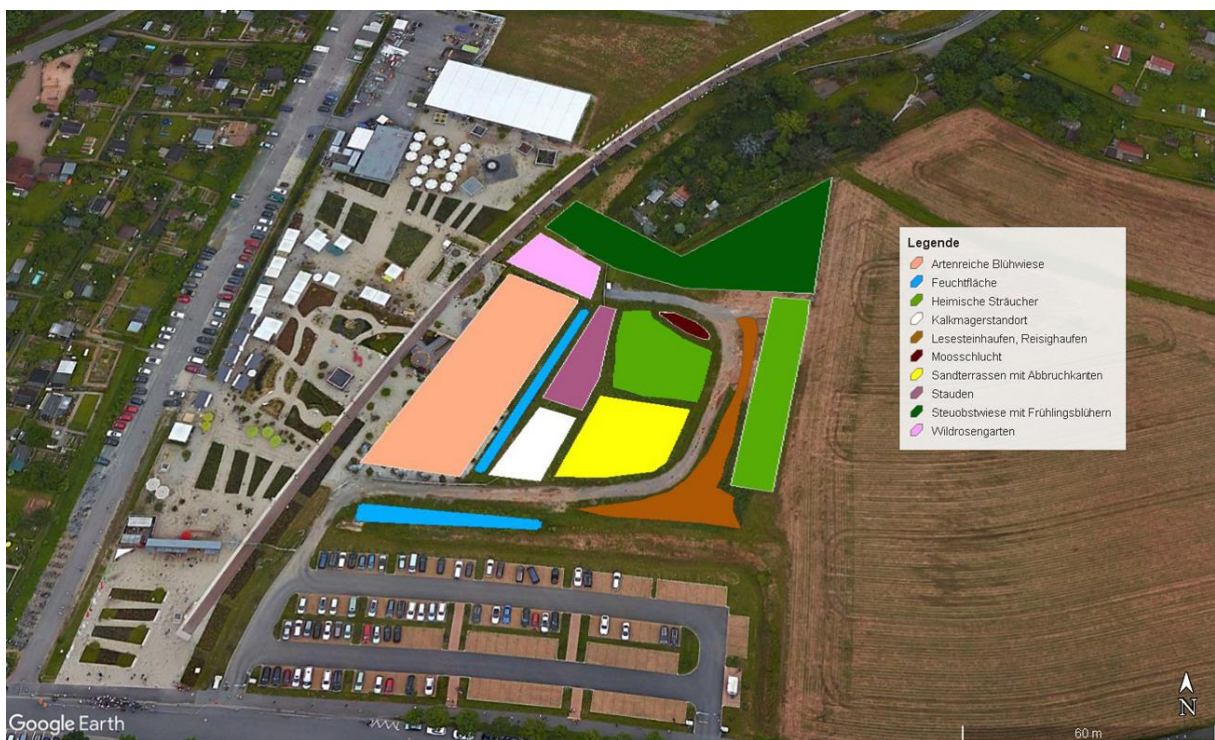 Legende
Artenreiche Blühwiese
Feuchtfläche
Heimische Sträucher
Kalkmagerstandort
Lesesteinhaufen, Reisighaufen
Moosschlucht
Sandterrassen mit Abbruchkanten
Stauden
Steuobstwiese mit Frühlingsblühern
Wildrosengarten
N
Google Earth
60 m